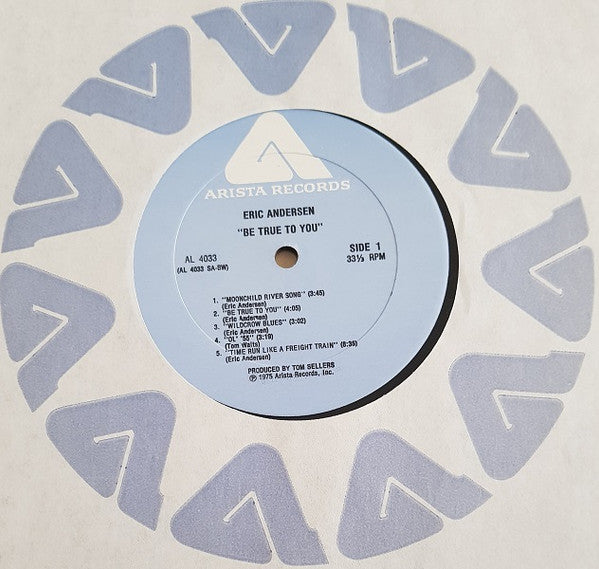 ARISTA RECORDS
ERIC ANDERSEN
"BE TRUE TO YOU"
AL 4033
(AL 4033 SA-BW)
SIDE 1
33⅓ RPM
1. "MOONCHILD RIVER SONG" (3:45)
(Eric Andersen)
2. "BE TRUE TO YOU" (4:05)
(Eric Andersen)
3. "WILDCROW BLUES" (3:02)
(Eric Andersen)
4. "OL' '55" (3:19)
(Tom Waits)
5. "TIME RUN LIKE A FREIGHT TRAIN" (8:35)
(Eric Andersen)
PRODUCED BY TOM SELLERS
℗ 1975 Arista Records, Inc.